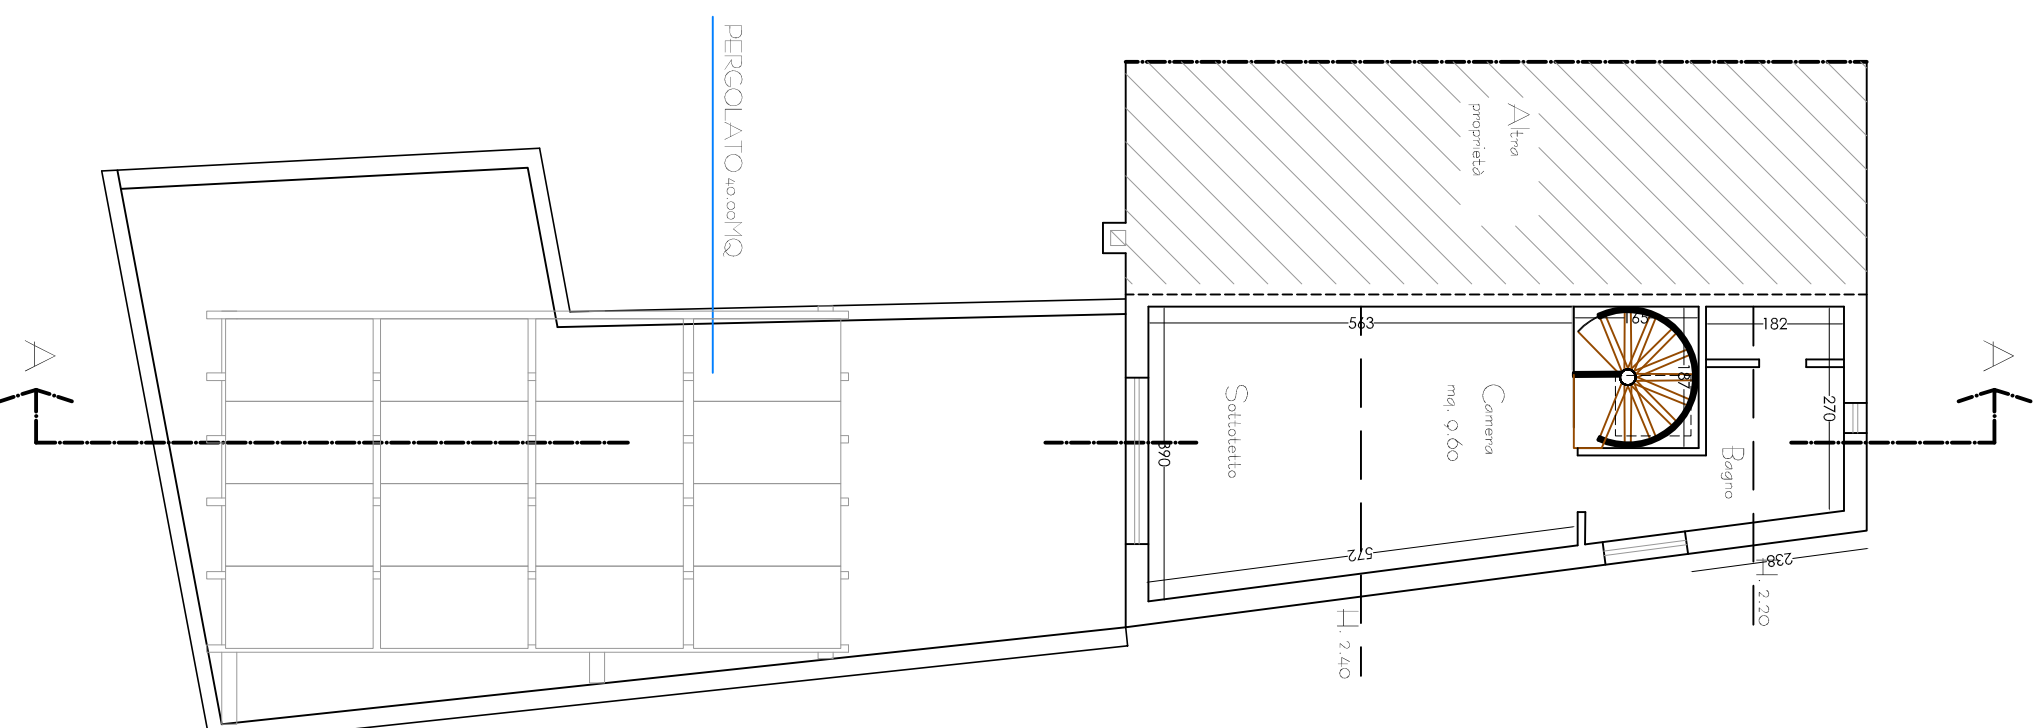 PERGOLATO 40.00MQ
Altra
proprietà
A
A
563
165
182
187
270
390
Sottotetto
Camera
mq. 9.60
Bagno
572
238
H. 2.40
H. 2.20